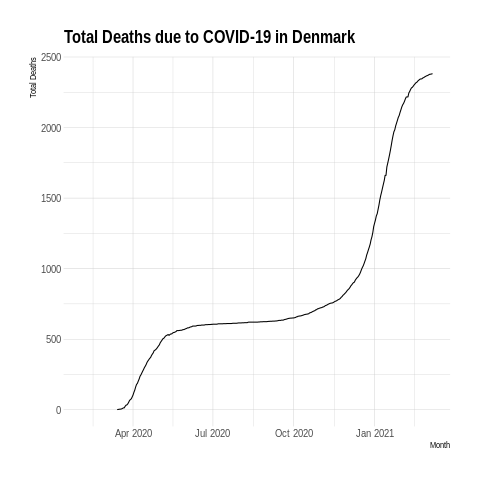 Total Deaths due to COVID-19 in Denmark
Total Deaths
2500
2000
1500
1000
500
0
Apr 2020 Jul 2020 Oct 2020 Jan 2021
Month